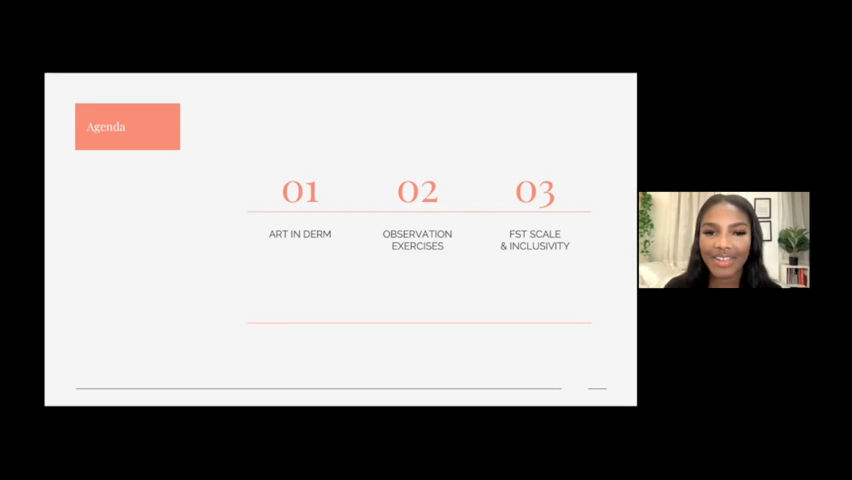 Agenda
01
ART IN DERM
02
OBSERVATION
EXERCISES
03
FST SCALE
& INCLUSIVITY